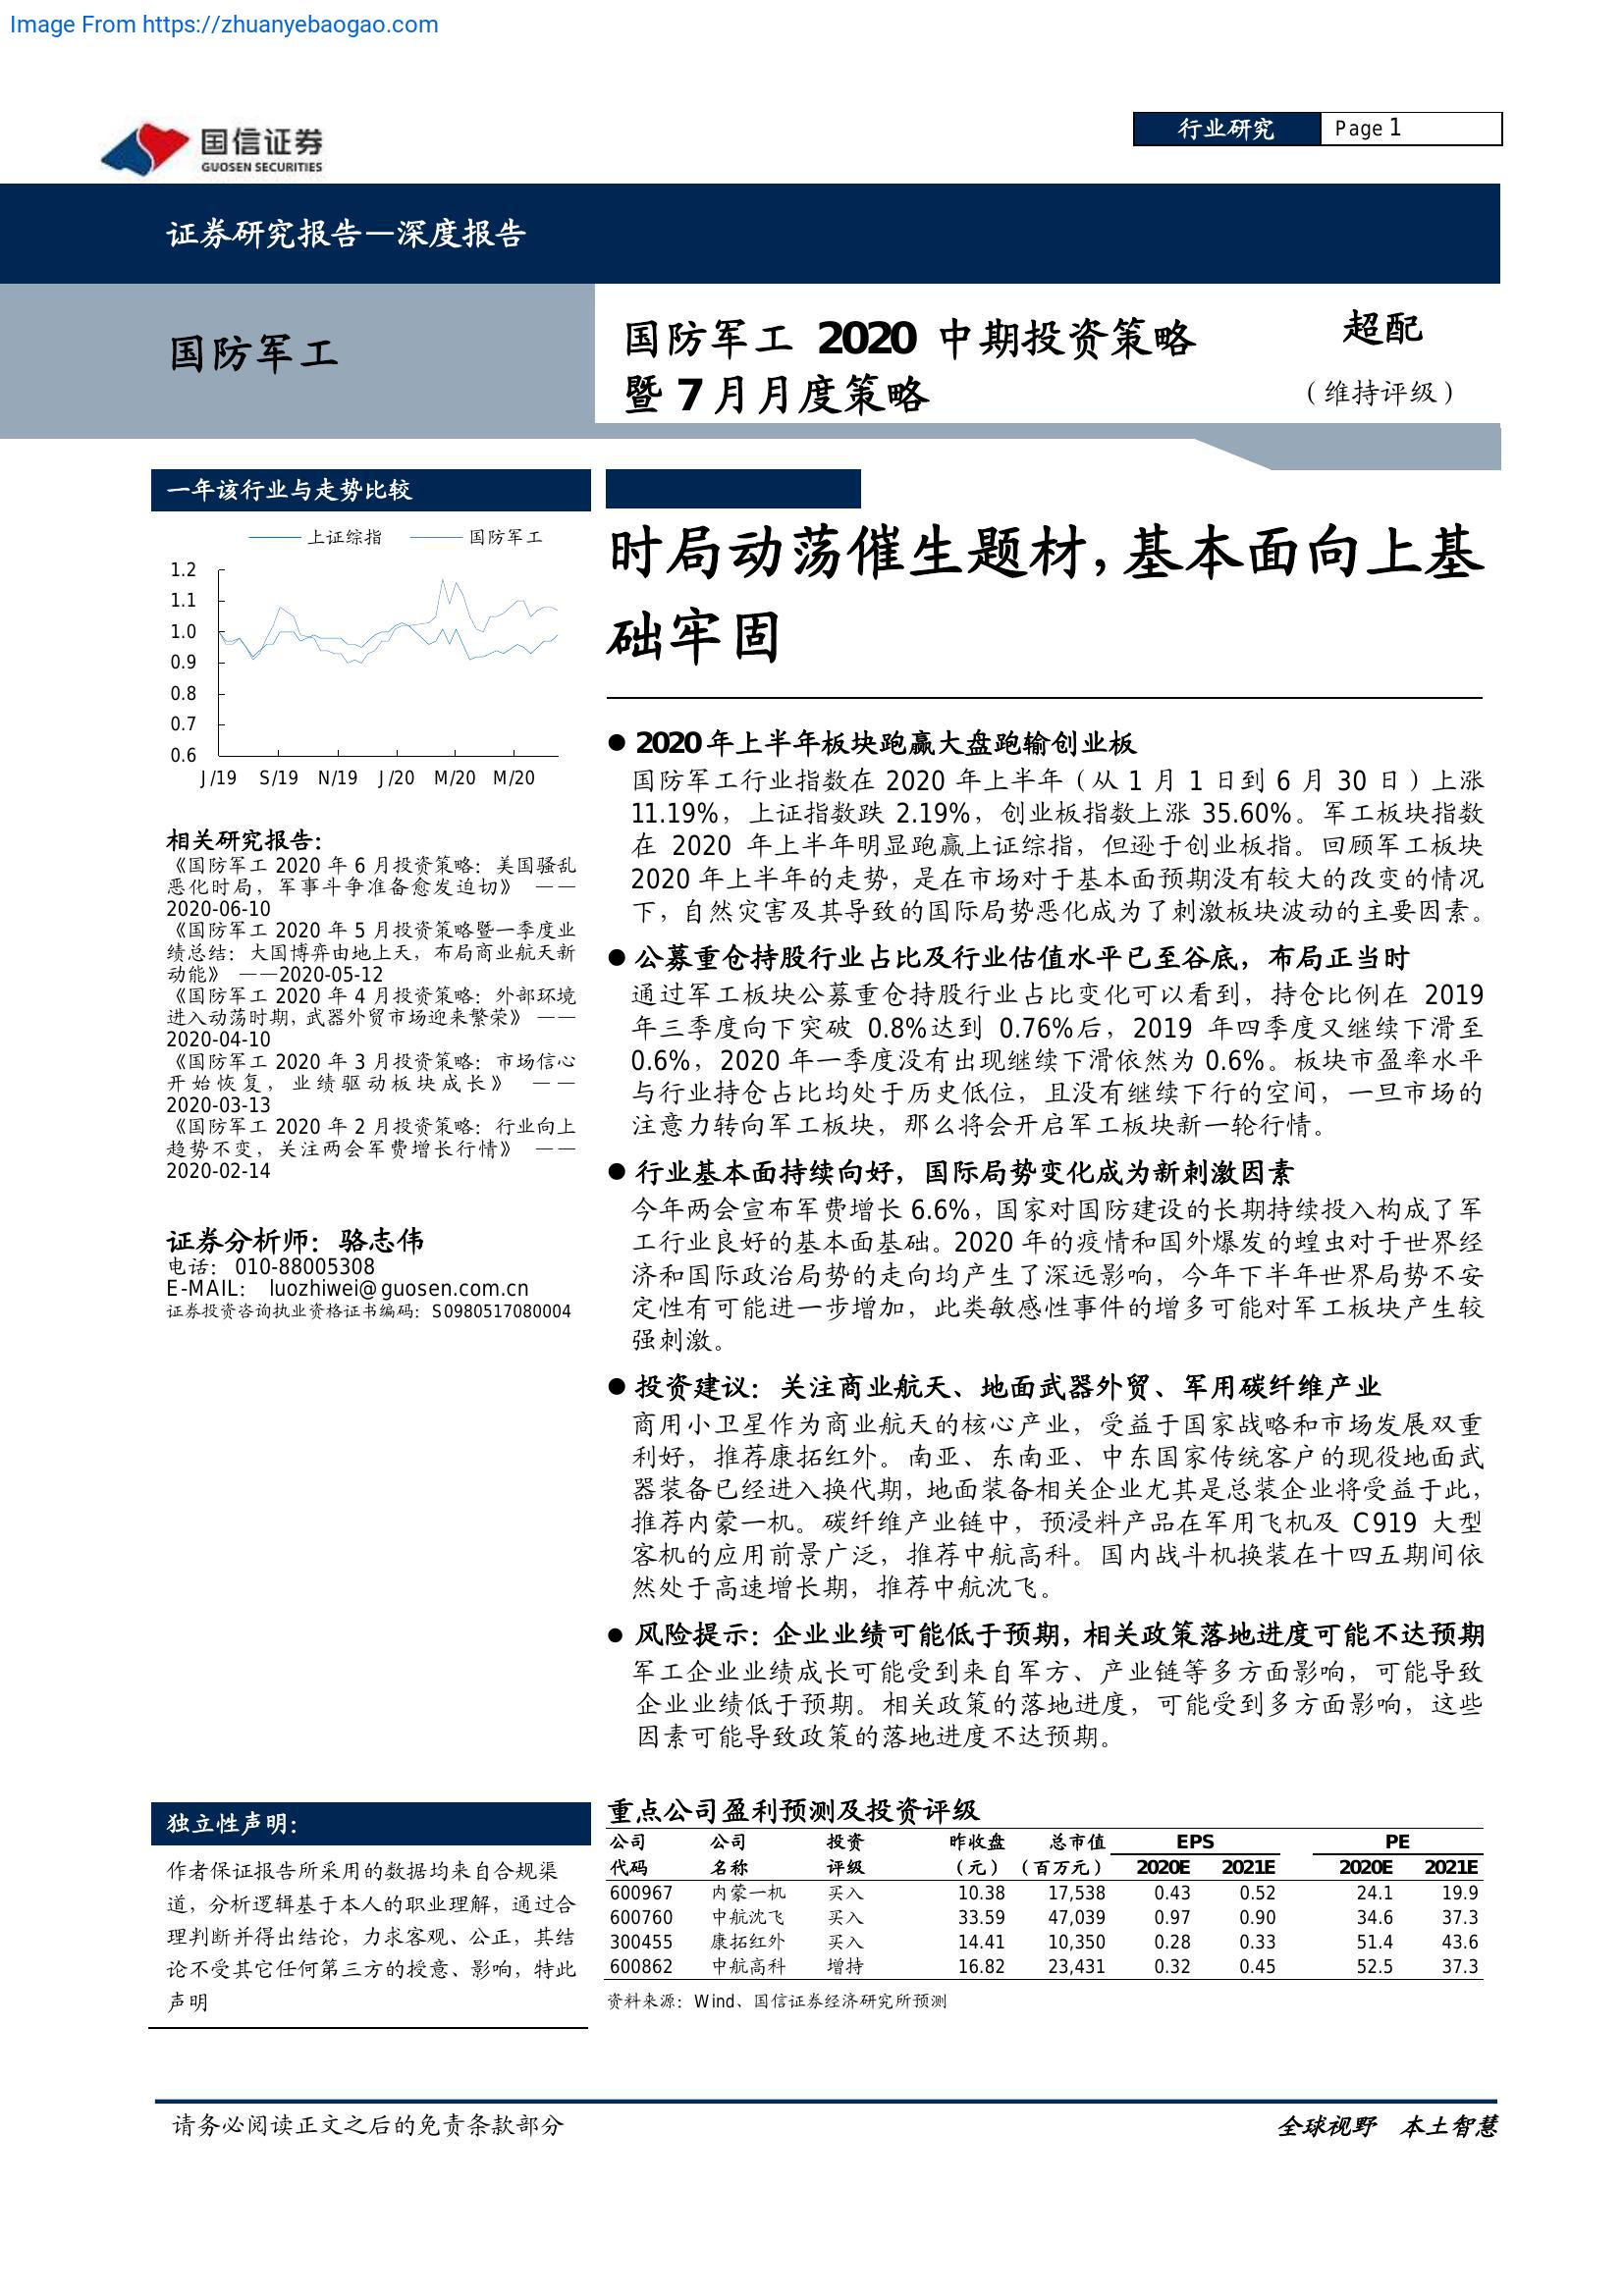 Image From https://zhuanyebaogao.com
国信证券
GUOSEN SECURITIES
行业研究
Page 1
证券研究报告—深度报告
国防军工
国防军工 2020 中期投资策略
暨 7 月月度策略
超配
（维持评级）
一年该行业与走势比较
上证综指 国防军工
1.2
1.1
1.0
0.9
0.8
0.7
0.6
J/19 S/19 N/19 J/20 M/20 M/20
相关研究报告：
《国防军工 2020 年 6 月投资策略：美国骚乱
恶化时局，军事斗争准备愈发迫切》 ——
2020-06-10
《国防军工 2020 年 5 月投资策略暨一季度业
绩总结：大国博弈由地上天，布局商业航天新
动能》 ——2020-05-12
《国防军工 2020 年 4 月投资策略：外部环境
进入动荡时期，武器外贸市场迎来繁荣》 ——
2020-04-10
《国防军工 2020 年 3 月投资策略：市场信心
开始恢复，业绩驱动板块成长》 ——
2020-03-13
《国防军工 2020 年 2 月投资策略：行业向上
趋势不变，关注两会军费增长行情》 ——
2020-02-14
证券分析师：骆志伟
电话： 010-88005308
E-MAIL： luozhiwei@guosen.com.cn
证券投资咨询执业资格证书编码：S0980517080004
独立性声明：
作者保证报告所采用的数据均来自合规渠
道，分析逻辑基于本人的职业理解，通过合
理判断并得出结论，力求客观、公正，其结
论不受其它任何第三方的授意、影响，特此
声明
时局动荡催生题材，基本面向上基
础牢固
● 2020 年上半年板块跑赢大盘跑输创业板
国防军工行业指数在 2020 年上半年（从 1 月 1 日到 6 月 30 日）上涨
11.19%，上证指数跌 2.19%，创业板指数上涨 35.60%。军工板块指数
在 2020 年上半年明显跑赢上证综指，但逊于创业板指。回顾军工板块
2020 年上半年的走势，是在市场对于基本面预期没有较大的改变的情况
下，自然灾害及其导致的国际局势恶化成为了刺激板块波动的主要因素。
● 公募重仓持股行业占比及行业估值水平已至谷底，布局正当时
通过军工板块公募重仓持股行业占比变化可以看到，持仓比例在 2019
年三季度向下突破 0.8%达到 0.76%后，2019 年四季度又继续下滑至
0.6%，2020 年一季度没有出现继续下滑依然为 0.6%。板块市盈率水平
与行业持仓占比均处于历史低位，且没有继续下行的空间，一旦市场的
注意力转向军工板块，那么将会开启军工板块新一轮行情。
● 行业基本面持续向好，国际局势变化成为新刺激因素
今年两会宣布军费增长 6.6%，国家对国防建设的长期持续投入构成了军
工行业良好的基本面基础。2020 年的疫情和国外爆发的蝗虫对于世界经
济和国际政治局势的走向均产生了深远影响，今年下半年世界局势不安
定性有可能进一步增加，此类敏感性事件的增多可能对军工板块产生较
强刺激。
● 投资建议：关注商业航天、地面武器外贸、军用碳纤维产业
商用小卫星作为商业航天的核心产业，受益于国家战略和市场发展双重
利好，推荐康拓红外。南亚、东南亚、中东国家传统客户的现役地面武
器装备已经进入换代期，地面装备相关企业尤其是总装企业将受益于此，
推荐内蒙一机。碳纤维产业链中，预浸料产品在军用飞机及 C919 大型
客机的应用前景广泛，推荐中航高科。国内战斗机换装在十四五期间依
然处于高速增长期，推荐中航沈飞。
● 风险提示：企业业绩可能低于预期，相关政策落地进度可能不达预期
军工企业业绩成长可能受到来自军方、产业链等多方面影响，可能导致
企业业绩低于预期。相关政策的落地进度，可能受到多方面影响，这些
因素可能导致政策的落地进度不达预期。
重点公司盈利预测及投资评级
公司 公司 投资 昨收盘 总市值 EPS PE
代码 名称 评级 （元） （百万元） 2020E 2021E 2020E 2021E
600967 内蒙一机 买入 10.38 17,538 0.43 0.52 24.1 19.9
600760 中航沈飞 买入 33.59 47,039 0.97 0.90 34.6 37.3
300455 康拓红外 买入 14.41 10,350 0.28 0.33 51.4 43.6
600862 中航高科 增持 16.82 23,431 0.32 0.45 52.5 37.3
资料来源：Wind、国信证券经济研究所预测
请务必阅读正文之后的免责条款部分
全球视野 本土智慧